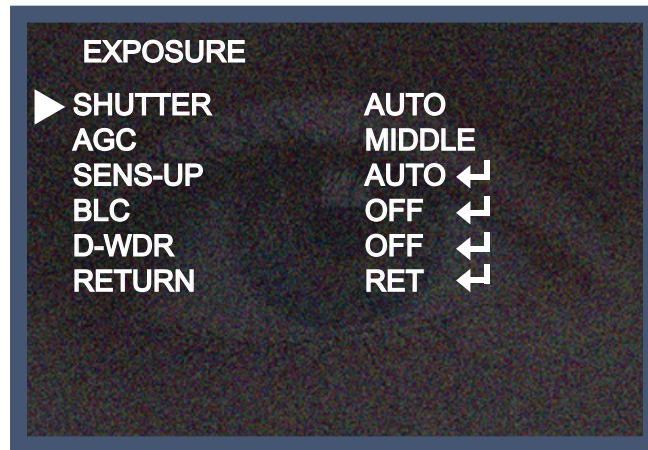 EXPOSURE
SHUTTER AUTO
AGC MIDDLE
SENS-UP AUTO
BLC OFF
D-WDR OFF
RETURN RET